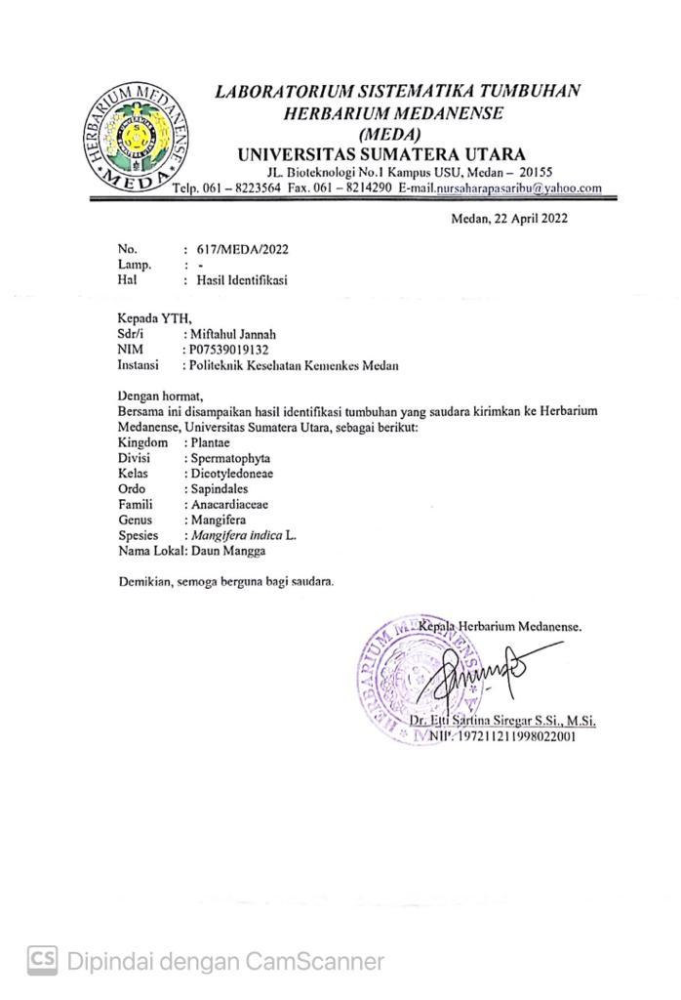 HERBARIUM MEDANENSE
* MEDA *
LABORATORIUM SISTEMATIKA TUMBUHAN
HERBARIUM MEDANENSE
(MEDA)
UNIVERSITAS SUMATERA UTARA
JL. Bioteknologi No.1 Kampus USU, Medan – 20155
Telp. 061 – 8223564 Fax. 061 – 8214290 E-mail.nursaharapasaribu@yahoo.com
Medan, 22 April 2022
No. : 617/MEDA/2022
Lamp. : -
Hal : Hasil Identifikasi
Kepada YTH,
Sdr/i : Miftahul Jannah
NIM : P07539019132
Instansi : Politeknik Kesehatan Kemenkes Medan
Dengan hormat,
Bersama ini disampaikan hasil identifikasi tumbuhan yang saudara kirimkan ke Herbarium
Medanense, Universitas Sumatera Utara, sebagai berikut:
Kingdom : Plantae
Divisi : Spermatophyta
Kelas : Dicotyledoneae
Ordo : Sapindales
Famili : Anacardiaceae
Genus : Mangifera
Spesies : Mangifera indica L.
Nama Lokal: Daun Mangga
Demikian, semoga berguna bagi saudara.
Kepala Herbarium Medanense.
HERBARIUM MEDANENSE
Dr. Etti Sartina Siregar S.Si., M.Si.
NIP. 197211211998022001
CS Dipindai dengan CamScanner